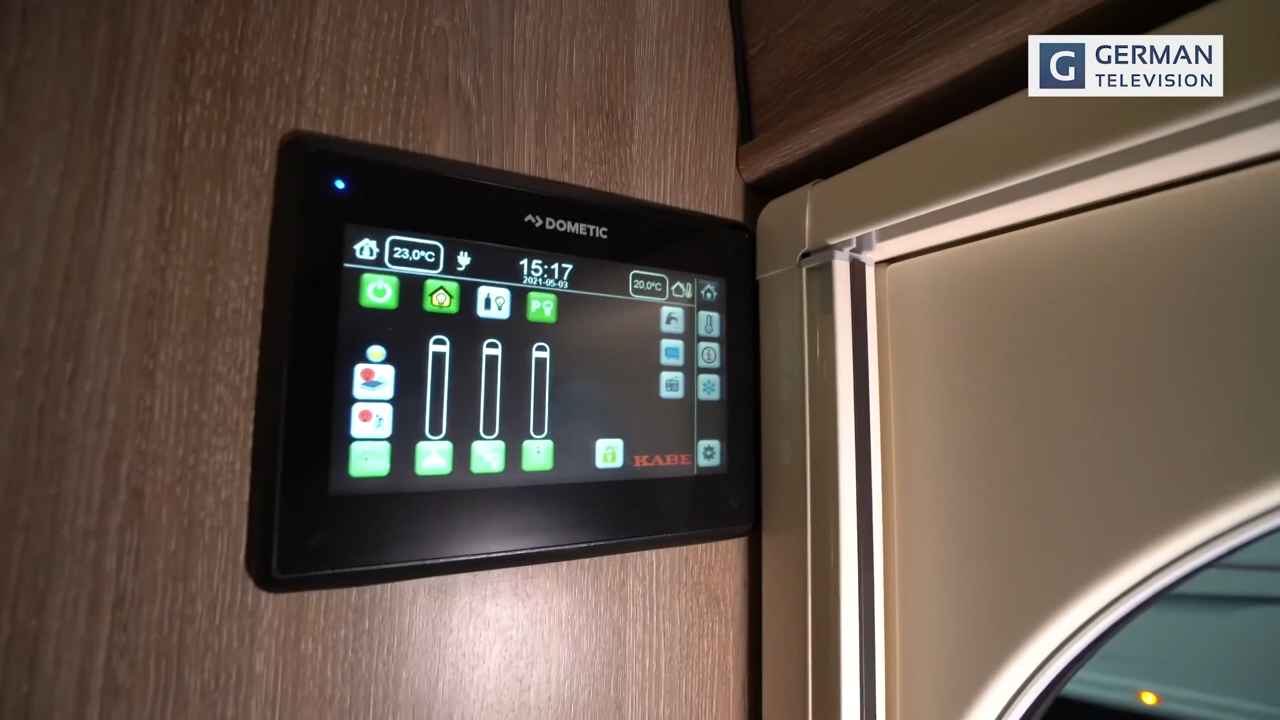 G GERMAN
TELEVISION
DOMETIC
23,0°C
15:17
2021-05-03
20,0°C
P
KABE